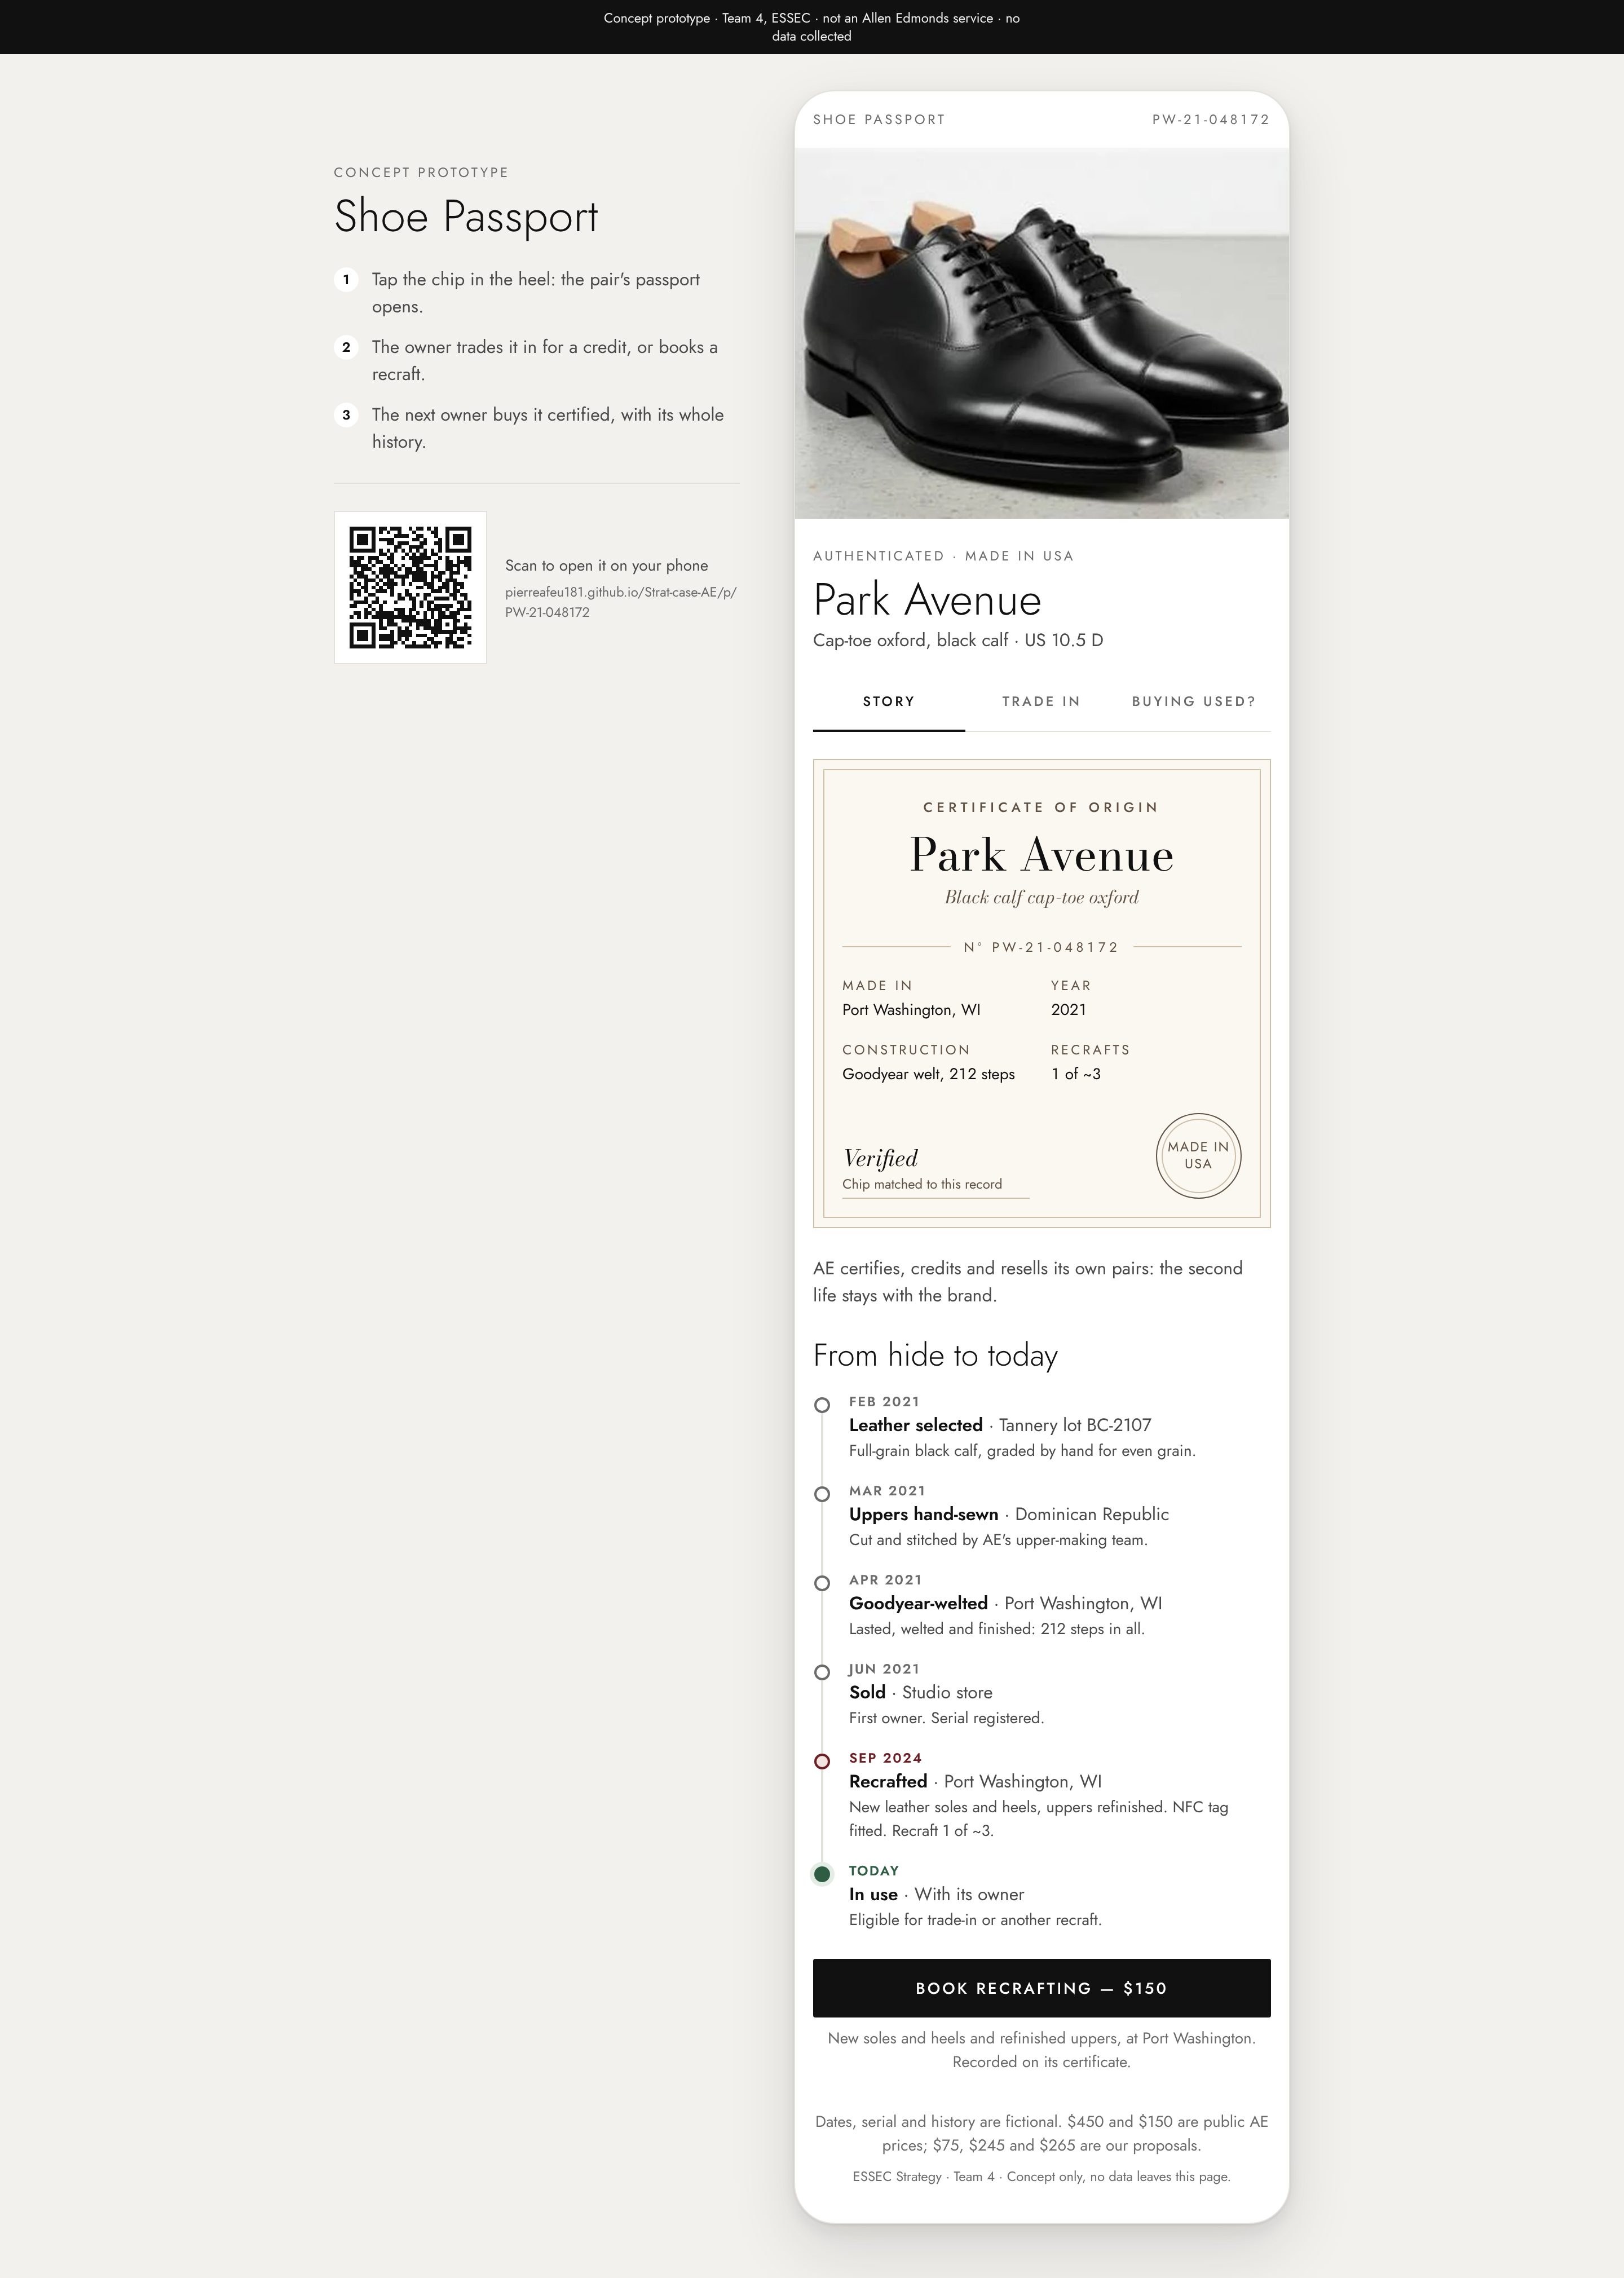 Concept prototype · Team 4, ESSEC · not an Allen Edmonds service · no
data collected
CONCEPT PROTOTYPE
Shoe Passport
1 Tap the chip in the heel: the pair's passport
opens.
2 The owner trades it in for a credit, or books a
recraft.
3 The next owner buys it certified, with its whole
history.
Scan to open it on your phone
pierreafeu181.github.io/Strat-case-AE/p/
PW-21-048172
SHOE PASSPORT PW-21-048172
AUTHENTICATED · MADE IN USA
Park Avenue
Cap-toe oxford, black calf · US 10.5 D
STORY TRADE IN BUYING USED?
CERTIFICATE OF ORIGIN
Park Avenue
Black calf cap-toe oxford
N° PW-21-048172
MADE IN YEAR
Port Washington, WI 2021
CONSTRUCTION RECRAFTS
Goodyear welt, 212 steps 1 of ~3
Verified
Chip matched to this record
MADE IN
USA
AE certifies, credits and resells its own pairs: the second
life stays with the brand.
From hide to today
FEB 2021
Leather selected · Tannery lot BC-2107
Full-grain black calf, graded by hand for even grain.
MAR 2021
Uppers hand-sewn · Dominican Republic
Cut and stitched by AE's upper-making team.
APR 2021
Goodyear-welted · Port Washington, WI
Lasted, welted and finished: 212 steps in all.
JUN 2021
Sold · Studio store
First owner. Serial registered.
SEP 2024
Recrafted · Port Washington, WI
New leather soles and heels, uppers refinished. NFC tag
fitted. Recraft 1 of ~3.
TODAY
In use · With its owner
Eligible for trade-in or another recraft.
BOOK RECRAFTING — $150
New soles and heels and refinished uppers, at Port Washington.
Recorded on its certificate.
Dates, serial and history are fictional. $450 and $150 are public AE
prices; $75, $245 and $265 are our proposals.
ESSEC Strategy · Team 4 · Concept only, no data leaves this page.